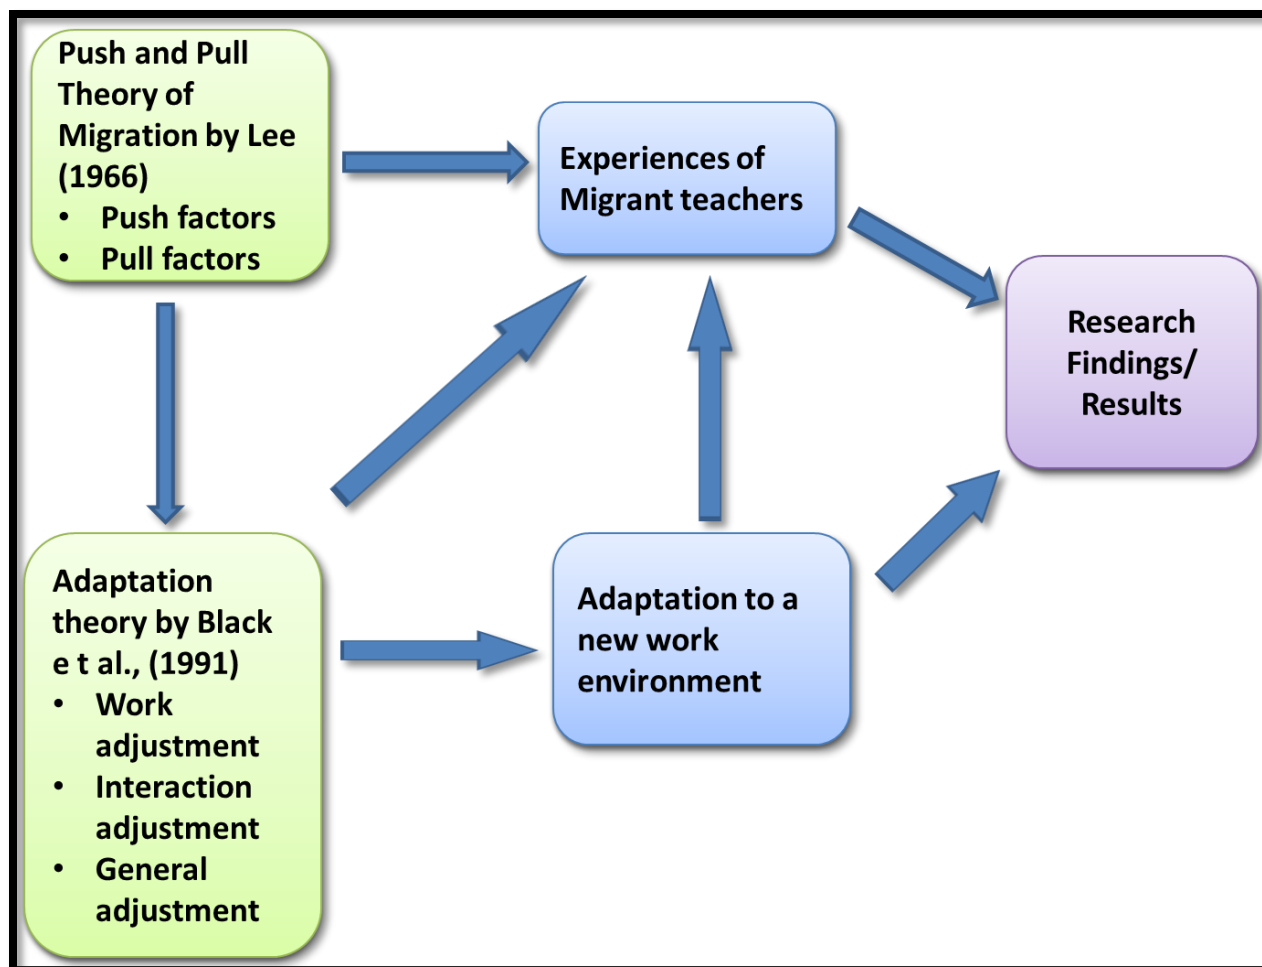 Push and Pull
Theory of
Migration by Lee
(1966)
• Push factors
• Pull factors
Experiences of
Migrant teachers
Research
Findings/
Results
Adaptation
theory by Black
e t al., (1991)
• Work
adjustment
• Interaction
adjustment
• General
adjustment
Adaptation to a
new work
environment